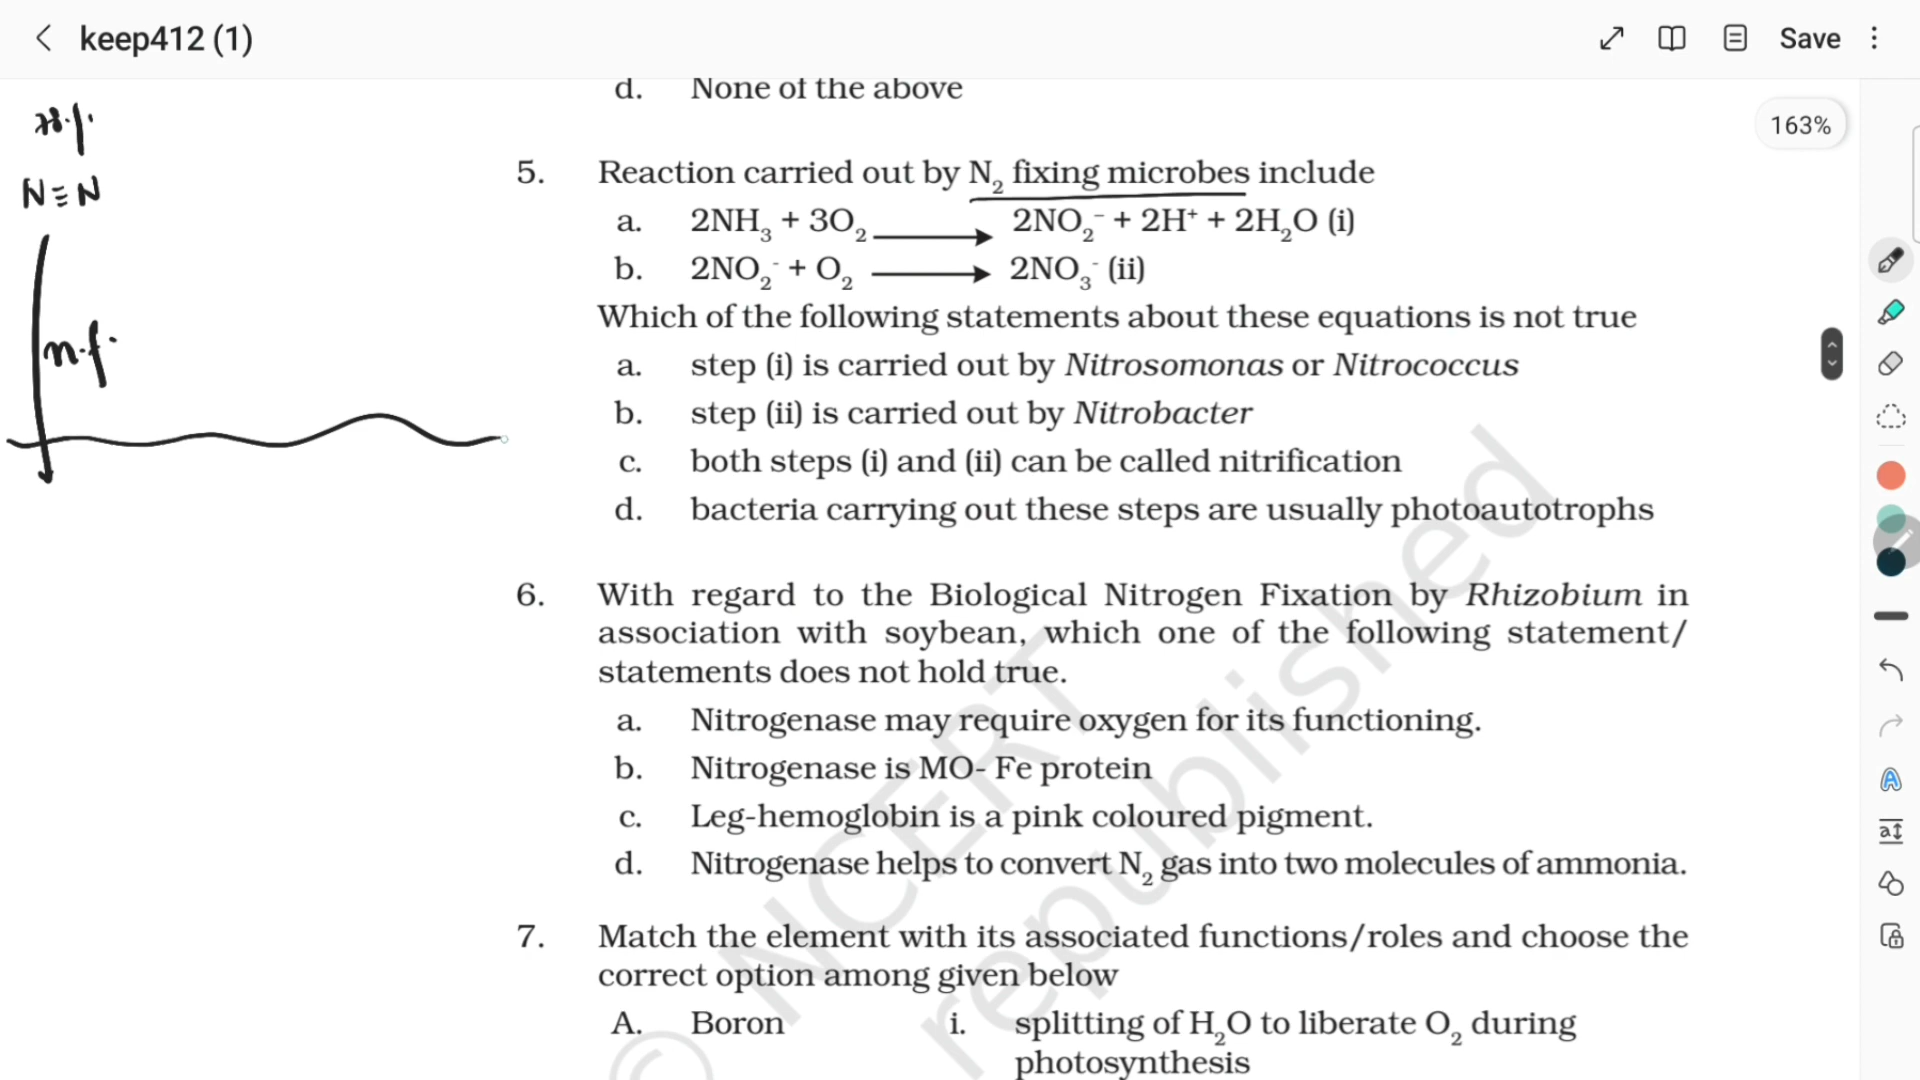 keep412 (1)
Save
163%
78%
N≡N
n.f.
d. None of the above
5. Reaction carried out by N₂ fixing microbes include
a. 2NH₃ + 3O₂ ⟶ 2NO₂⁻ + 2H⁺ + 2H₂O (i)
b. 2NO₂⁻ + O₂ ⟶ 2NO₃⁻ (ii)
Which of the following statements about these equations is not true
a. step (i) is carried out by Nitrosomonas or Nitrococcus
b. step (ii) is carried out by Nitrobacter
c. both steps (i) and (ii) can be called nitrification
d. bacteria carrying out these steps are usually photoautotrophs
6. With regard to the Biological Nitrogen Fixation by Rhizobium in
association with soybean, which one of the following statement/
statements does not hold true.
a. Nitrogenase may require oxygen for its functioning.
b. Nitrogenase is MO- Fe protein
c. Leg-hemoglobin is a pink coloured pigment.
d. Nitrogenase helps to convert N₂ gas into two molecules of ammonia.
7. Match the element with its associated functions/roles and choose the
correct option among given below
A. Boron i. splitting of H₂O to liberate O₂ during
photosynthesis
© NCERT
republished